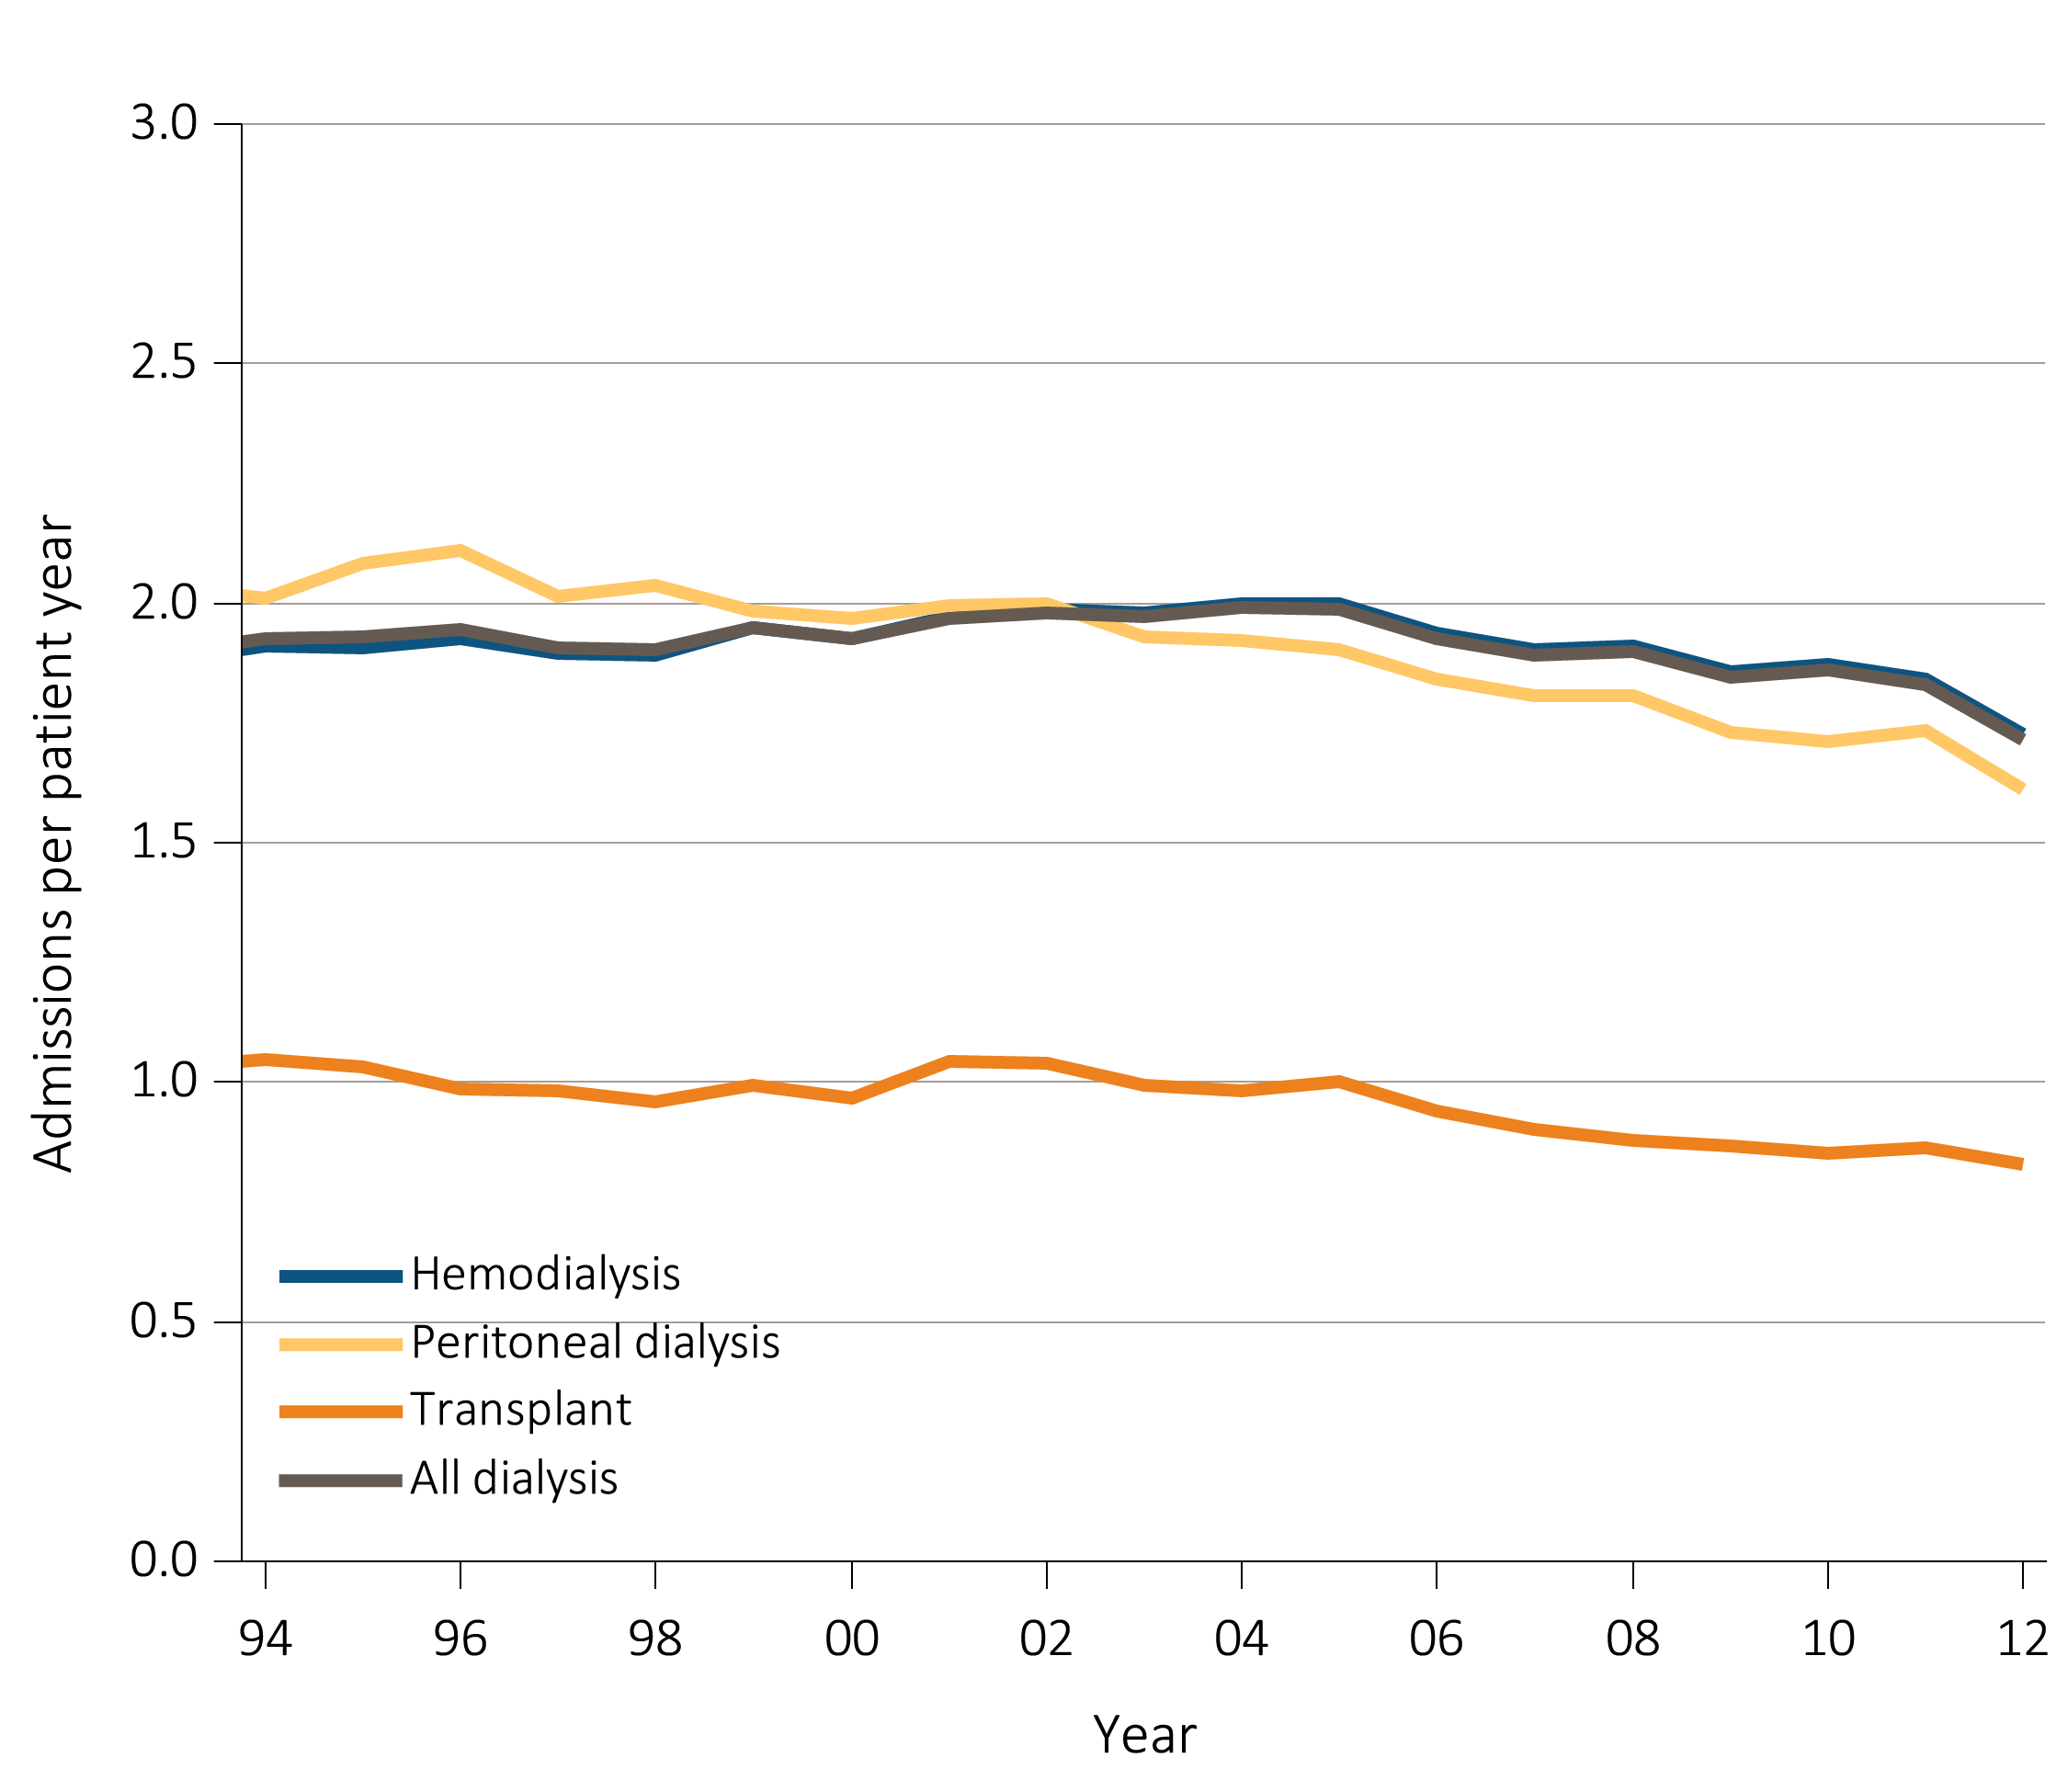 3.0
2.5
2.0
1.5
1.0
0.5
0.0
Admissions per patient year
Hemodialysis
Peritoneal dialysis
Transplant
All dialysis
94 96 98 00 02 04 06 08 10 12
Year